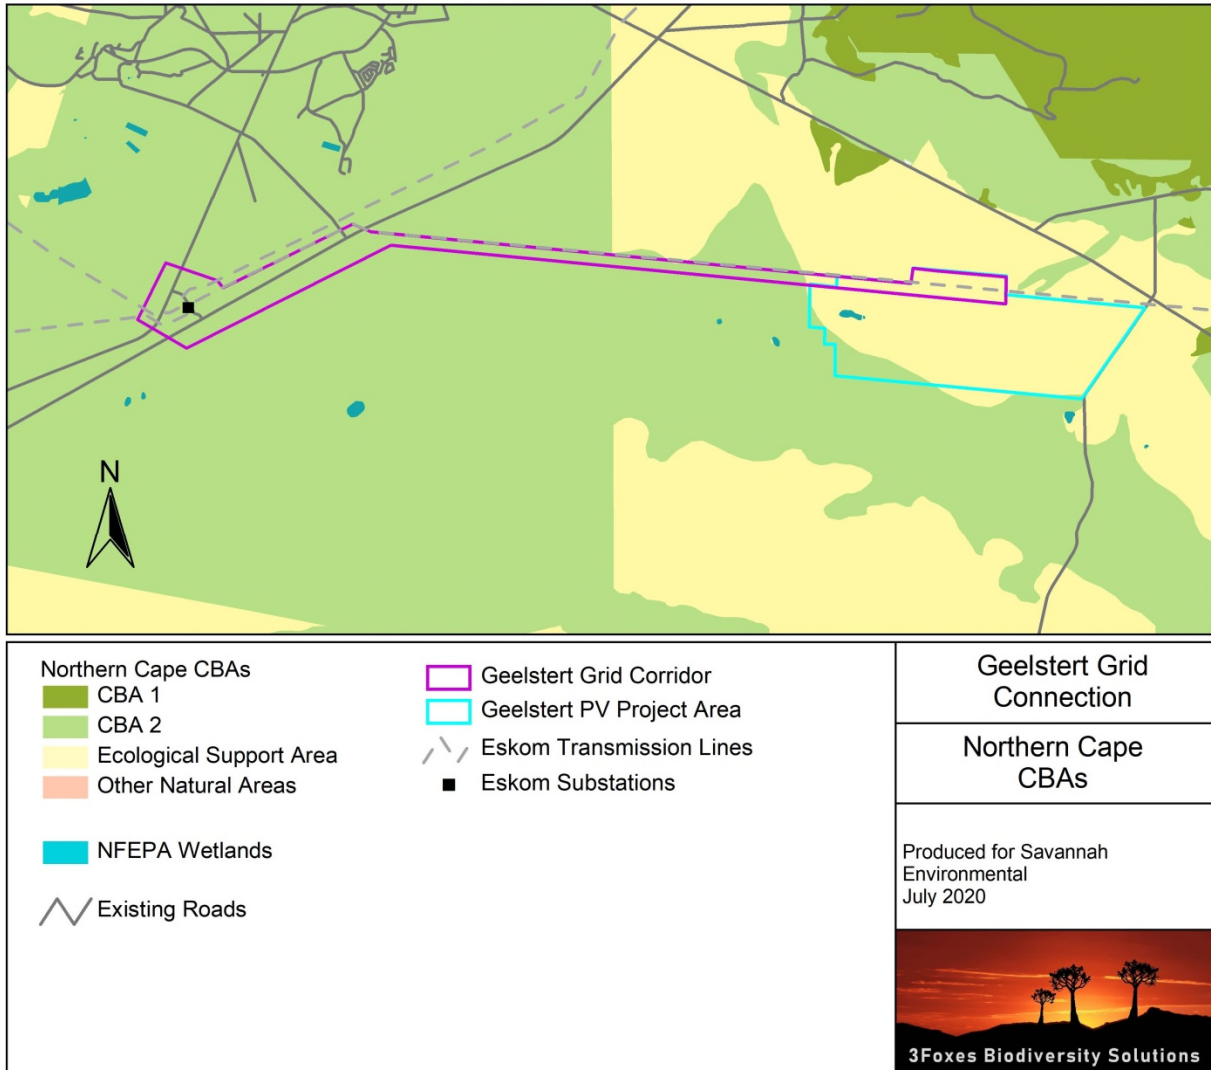 N
Northern Cape CBAs
CBA 1
CBA 2
Ecological Support Area
Other Natural Areas
NFEPA Wetlands
Existing Roads
Geelstert Grid Corridor
Geelstert PV Project Area
Eskom Transmission Lines
Eskom Substations
Geelstert Grid
Connection
Northern Cape
CBAs
Produced for Savannah
Environmental
July 2020
3Foxes Biodiversity Solutions